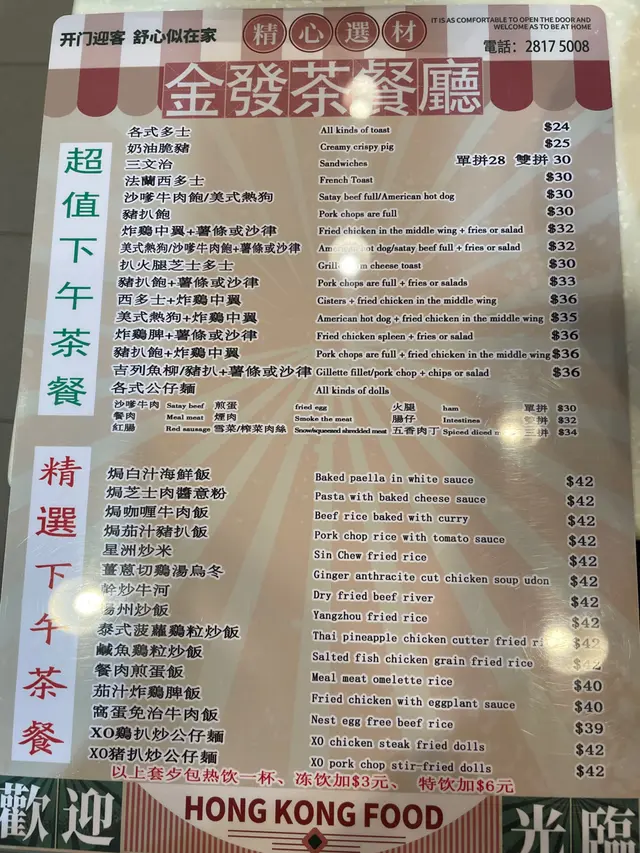 开门迎客 舒心似在家
精心選材
IT IS AS COMFORTABLE TO OPEN THE DOOR AND
WELCOME AS TO BE AT HOME
電話: 2817 5008
金發茶餐廳
超值下午茶餐
各式多士 All kinds of toast $24
奶油脆豬 Creamy crispy pig $25
三文治 Sandwiches 單拼28 雙拼 30
法蘭西多士 French Toast $30
沙嗲牛肉飽/美式熱狗 Satay beef full/American hot dog $30
豬扒飽 Pork chops are full $30
炸鷄中翼+薯條或沙律 Fried chicken in the middle wing + fries or salad $32
美式熱狗/沙嗲牛肉飽+薯條或沙律 hot dog/satay beef full + fries or salad $32
扒火腿芝士多士 cheese toast $30
豬扒飽+薯條或沙律 Pork chops are full + fries or salads $33
西多士+炸鷄中翼 Cisters + fried chicken in the middle wing $36
美式熱狗+炸鷄中翼 American hot dog + fried chicken in the middle wing $35
炸鷄脾+薯條或沙律 Fried chicken spleen + fries or salad $36
豬扒飽+炸鷄中翼 Pork chops are full + fried chicken in the middle wing $36
吉列魚柳/豬扒+薯條或沙律 Gillette fillet/pork chop + chips or salad $36
各式公仔麵 All kinds of dolls
沙嗲牛肉 Satay beef 煎蛋 fried egg 火腿 ham 單拼 $30
餐肉 Meal meat 煙肉 Smoke the meat 腸仔 Intestines $32
紅腸 Red sausage 雪菜/榨菜肉絲 Snow/squeezed shredded meat 五香肉丁 Spiced diced $34
精選下午茶餐
焗白汁海鮮飯 Baked paella in white sauce $42
焗芝士肉醬意粉 Pasta with baked cheese sauce $42
焗咖喱牛肉飯 Beef rice baked with curry $42
焗茄汁豬扒飯 Pork chop rice with tomato sauce $42
星洲炒米 Sin Chew fried rice $42
薑蔥切鷄湯烏冬 Ginger anthracite cut chicken soup udon $42
幹炒牛河 Dry fried beef river $42
揚州炒飯 Yangzhou fried rice $42
泰式菠蘿鷄粒炒飯 Thai pineapple chicken cutter fried $42
鹹魚鷄粒炒飯 Salted fish chicken grain fried rice $42
餐肉煎蛋飯 Meal meat omelette rice $40
茄汁炸鷄脾飯 Fried chicken with eggplant sauce $40
窩蛋免治牛肉飯 Nest egg free beef rice $39
XO鷄扒炒公仔麵 XO chicken steak fried dolls $42
XO猪扒炒公仔麵 XO pork chop stir-fried dolls $42
以上套歺包热饮一杯、冻饮加$3元、 特饮加$6元
歡迎 HONG KONG FOOD 光臨